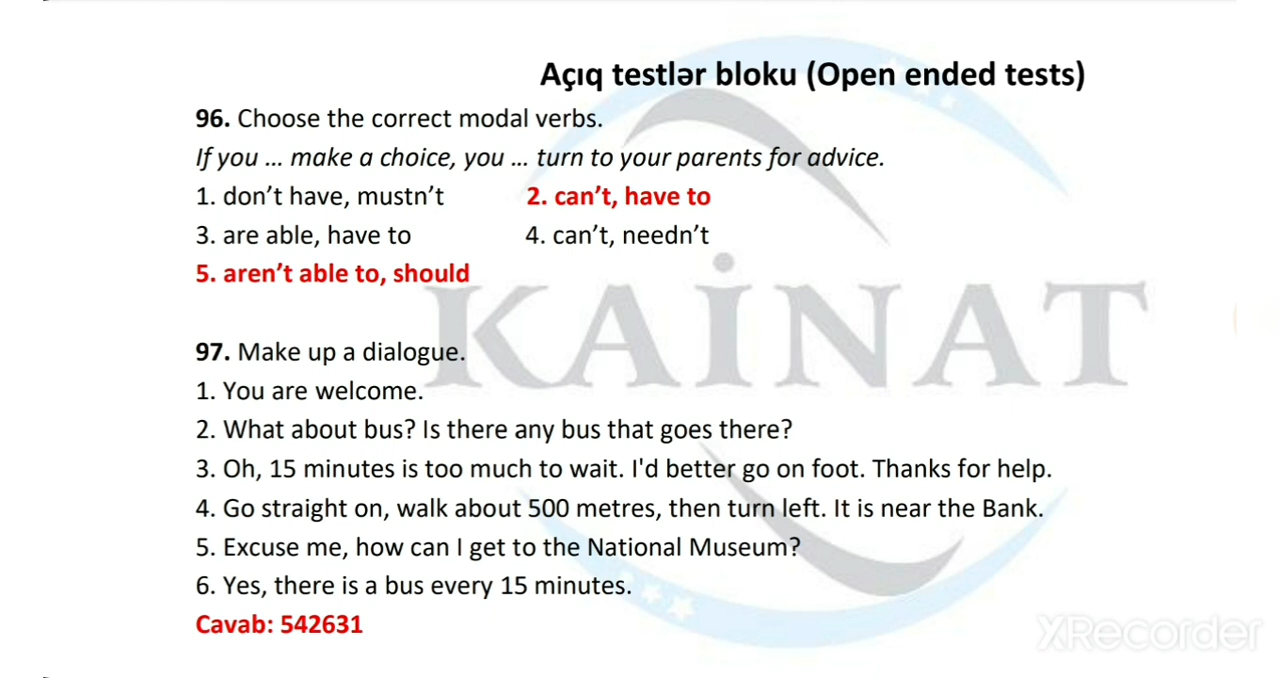 Açıq testlər bloku (Open ended tests)
96. Choose the correct modal verbs.
If you ... make a choice, you ... turn to your parents for advice.
1. don’t have, mustn’t 2. can’t, have to
3. are able, have to 4. can’t, needn’t
5. aren’t able to, should
KAİNAT
97. Make up a dialogue.
1. You are welcome.
2. What about bus? Is there any bus that goes there?
3. Oh, 15 minutes is too much to wait. I'd better go on foot. Thanks for help.
4. Go straight on, walk about 500 metres, then turn left. It is near the Bank.
5. Excuse me, how can I get to the National Museum?
6. Yes, there is a bus every 15 minutes.
Cavab: 542631
XRecorder